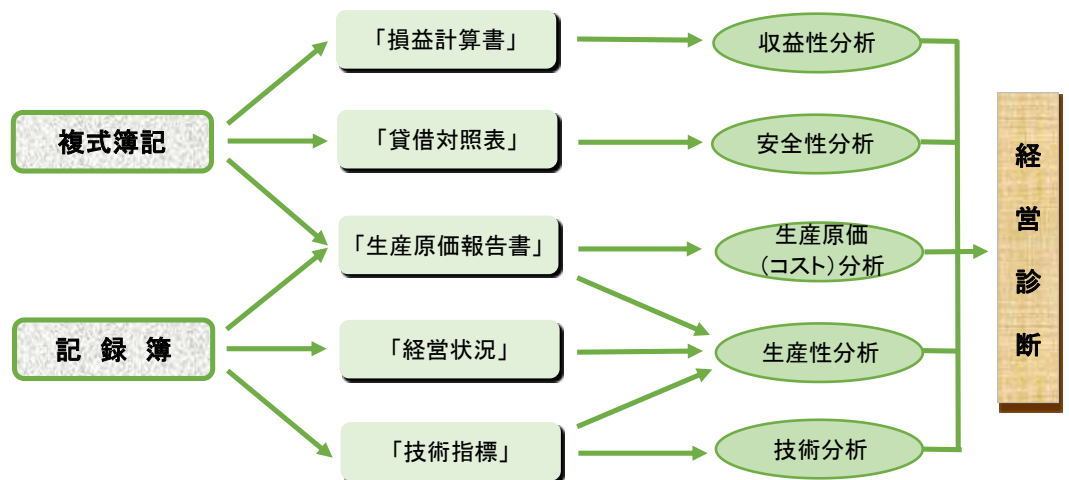 複式簿記
記 録 簿
「損益計算書」
「貸借対照表」
「生産原価報告書」
「経営状況」
「技術指標」
収益性分析
安全性分析
生産原価
(コスト)分析
生産性分析
技術分析
経
営
診
断